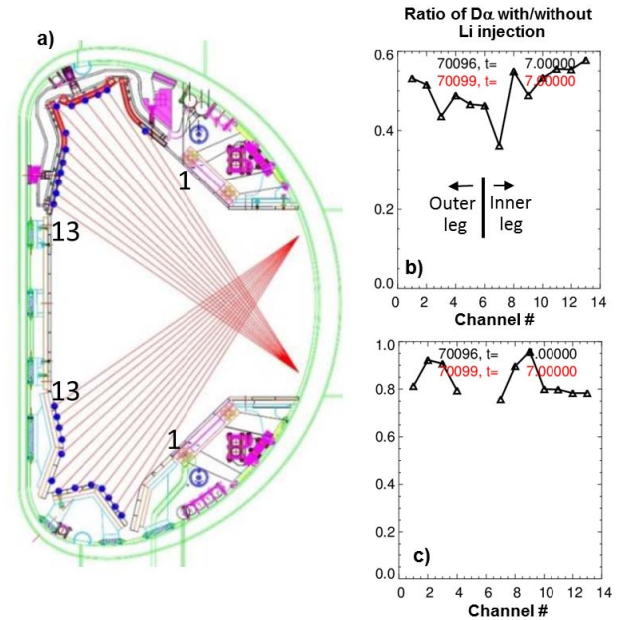 Ratio of Dα with/without
Li injection
a)
0.6
70096, t= 7.00000
70099, t= 7.00000
0.4
0.2
0.0
Outer Inner
leg leg
b)
0 2 4 6 8 10 12 14
Channel #
1
13
13
1
1.0
70096, t= .00000
70099, t= 7.00000
0.8
0.6
0.4
0.2
0.0
c)
0 2 4 6 8 10 12 14
Channel #